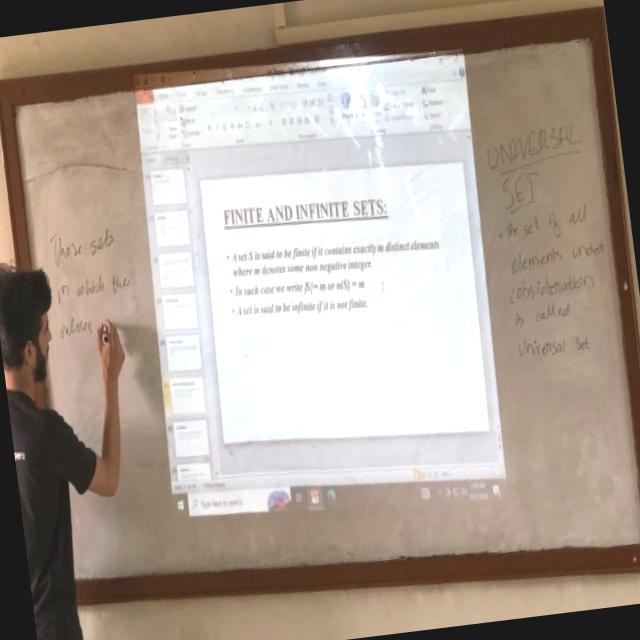 Those sets
in which the
values
FINITE AND INFINITE SETS:
• A set S is said to be finite if it contains exactly m distinct elements
where m denotes some non negative integer.
• In such case we write |S|= m or n(S) = m
• A set is said to be infinite if it is not finite.
Type here to search
UNIVERSAL
SET
• The set of all
elements under
consideration
is called
Universal Set